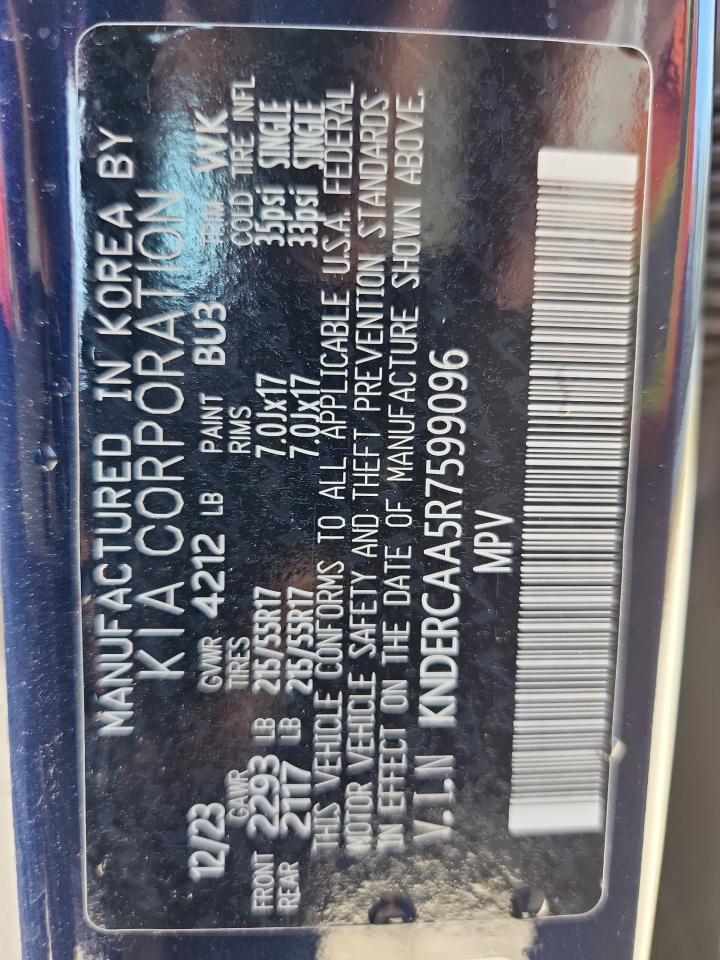 MANUFACTURED IN KOREA BY
KIA CORPORATION
12/23 GVWR 4212 LB PAINT BU3 TRIM WK
GAWR TIRES RIMS COLD TIRE INFL
FRONT 2293 LB 215/55R17 7.0Jx17 35psi SINGLE
REAR 2117 LB 215/55R17 7.0Jx17 33psi SINGLE
THIS VEHICLE CONFORMS TO ALL APPLICABLE U.S.A. FEDERAL
MOTOR VEHICLE SAFETY AND THEFT PREVENTION STANDARDS
IN EFFECT ON THE DATE OF MANUFACTURE SHOWN ABOVE.
V.I.N KNDERCAA5R7599096
MPV